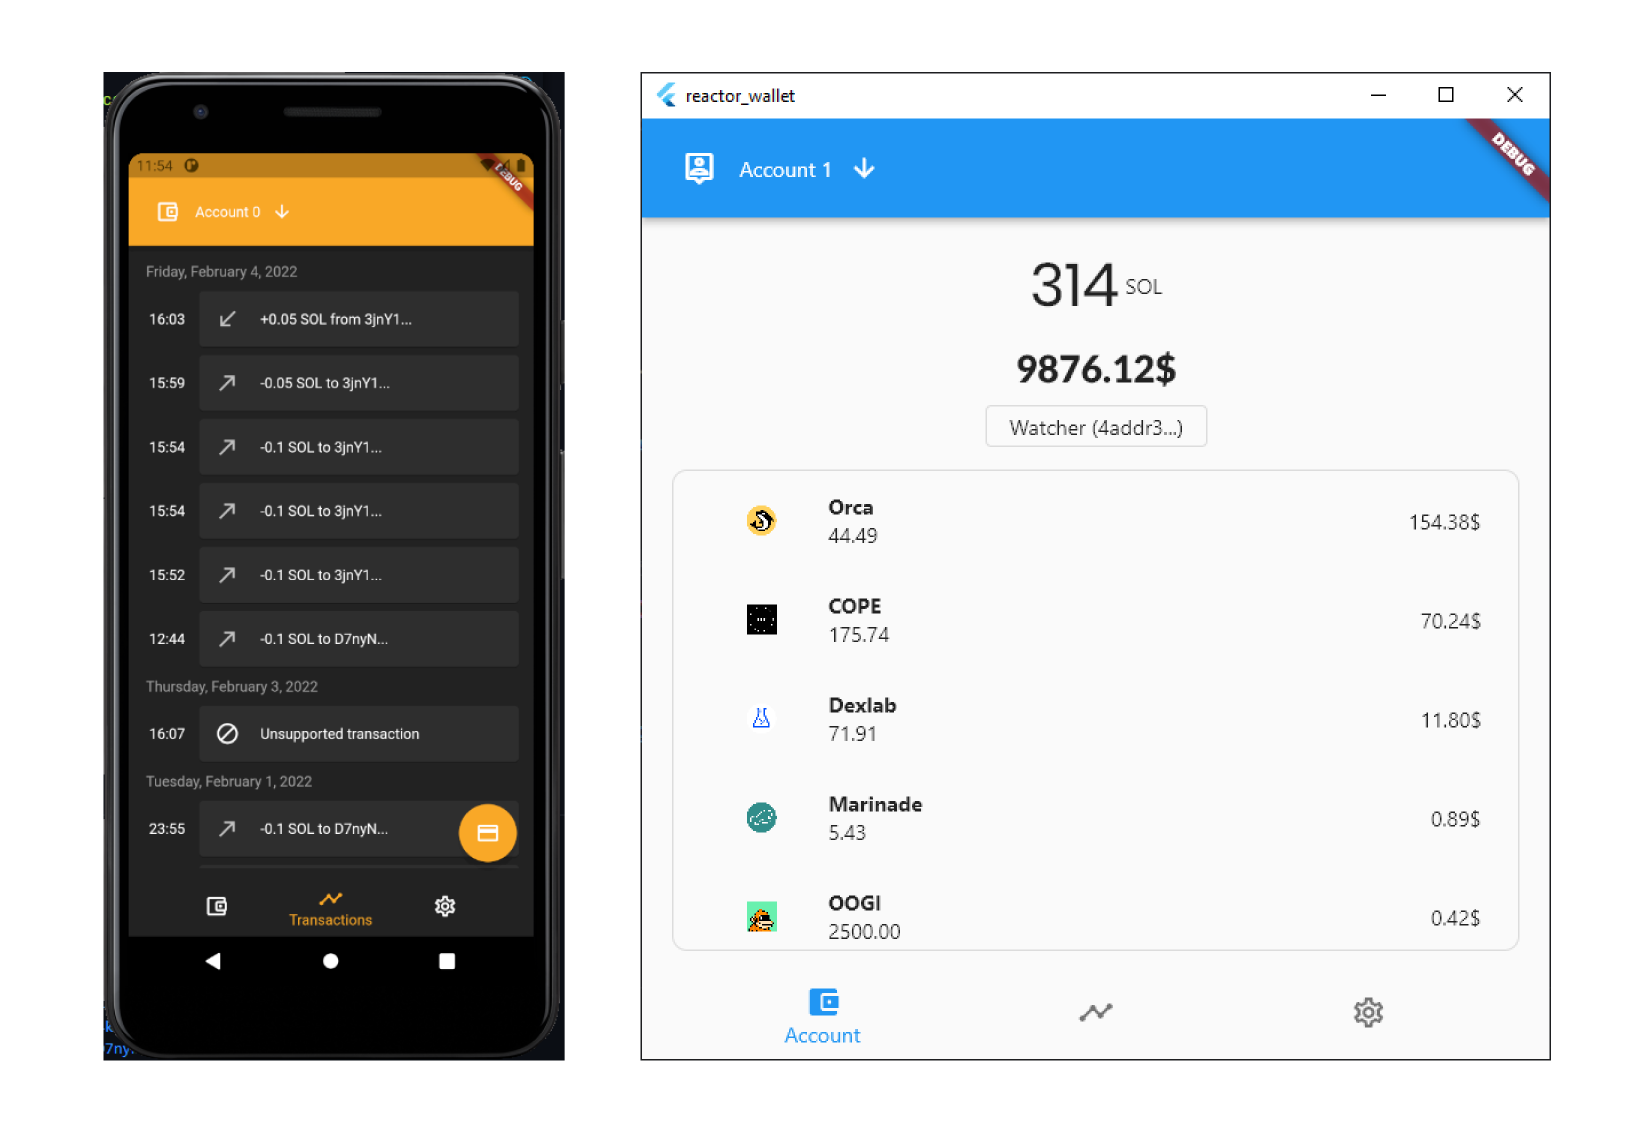 11:54
DEBUG
Account 0
Friday, February 4, 2022
16:03 +0.05 SOL from 3jnY1...
15:59 -0.05 SOL to 3jnY1...
15:54 -0.1 SOL to 3jnY1...
15:54 -0.1 SOL to 3jnY1...
15:52 -0.1 SOL to 3jnY1...
12:44 -0.1 SOL to D7nyN...
Thursday, February 3, 2022
16:07 Unsupported transaction
Tuesday, February 1, 2022
23:55 -0.1 SOL to D7nyN...
Transactions
reactor_wallet
Account 1
DEBUG
314 SOL
9876.12$
Watcher (4addr3...)
Orca
44.49
154.38$
COPE
175.74
70.24$
Dexlab
71.91
11.80$
Marinade
5.43
0.89$
OOGI
2500.00
0.42$
Account